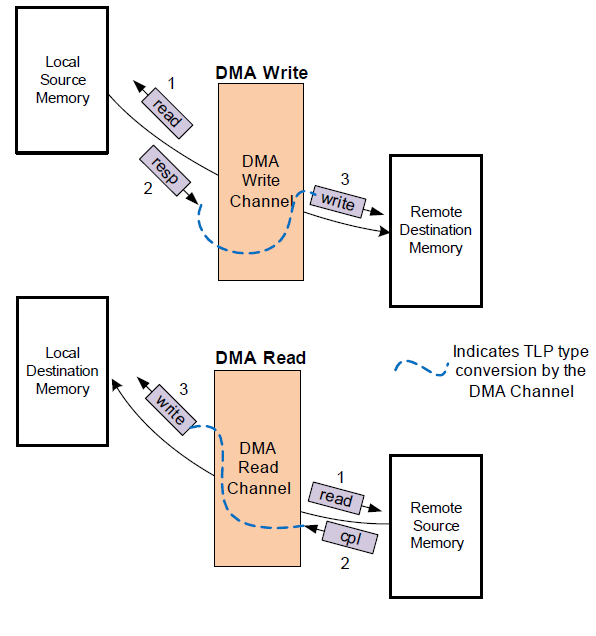 Local
Source
Memory
1
read
resp
2
DMA Write
DMA
Write
Channel
3
write
Remote
Destination
Memory
Local
Destination
Memory
3
write
DMA Read
DMA
Read
Channel
1
read
cpl
2
Remote
Source
Memory
Indicates TLP type
conversion by the
DMA Channel